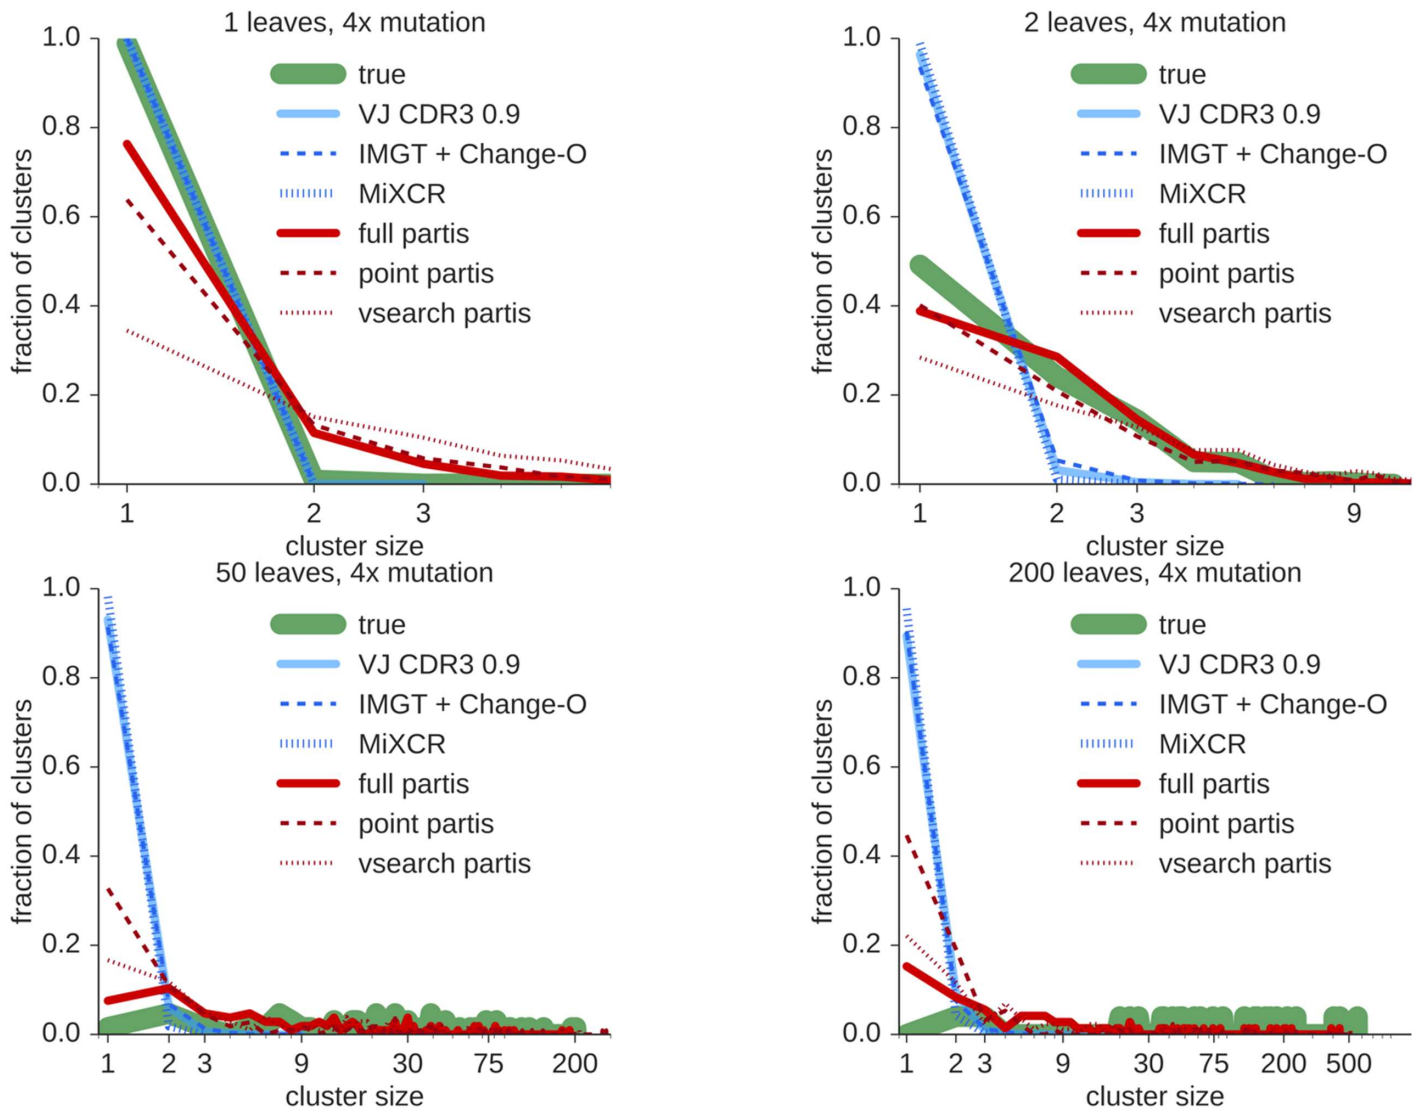 1 leaves, 4x mutation
1.0
0.8
0.6
0.4
0.2
0.0
fraction of clusters
true
VJ CDR3 0.9
IMGT + Change-O
MiXCR
full partis
point partis
vsearch partis
1 2 3
cluster size
2 leaves, 4x mutation
1.0
0.8
0.6
0.4
0.2
0.0
fraction of clusters
true
VJ CDR3 0.9
IMGT + Change-O
MiXCR
full partis
point partis
vsearch partis
1 2 3 9
cluster size
50 leaves, 4x mutation
1.0
0.8
0.6
0.4
0.2
0.0
fraction of clusters
true
VJ CDR3 0.9
IMGT + Change-O
MiXCR
full partis
point partis
vsearch partis
1 2 3 9 30 75 200
cluster size
200 leaves, 4x mutation
1.0
0.8
0.6
0.4
0.2
0.0
fraction of clusters
true
VJ CDR3 0.9
IMGT + Change-O
MiXCR
full partis
point partis
vsearch partis
1 2 3 9 30 75 200 500
cluster size